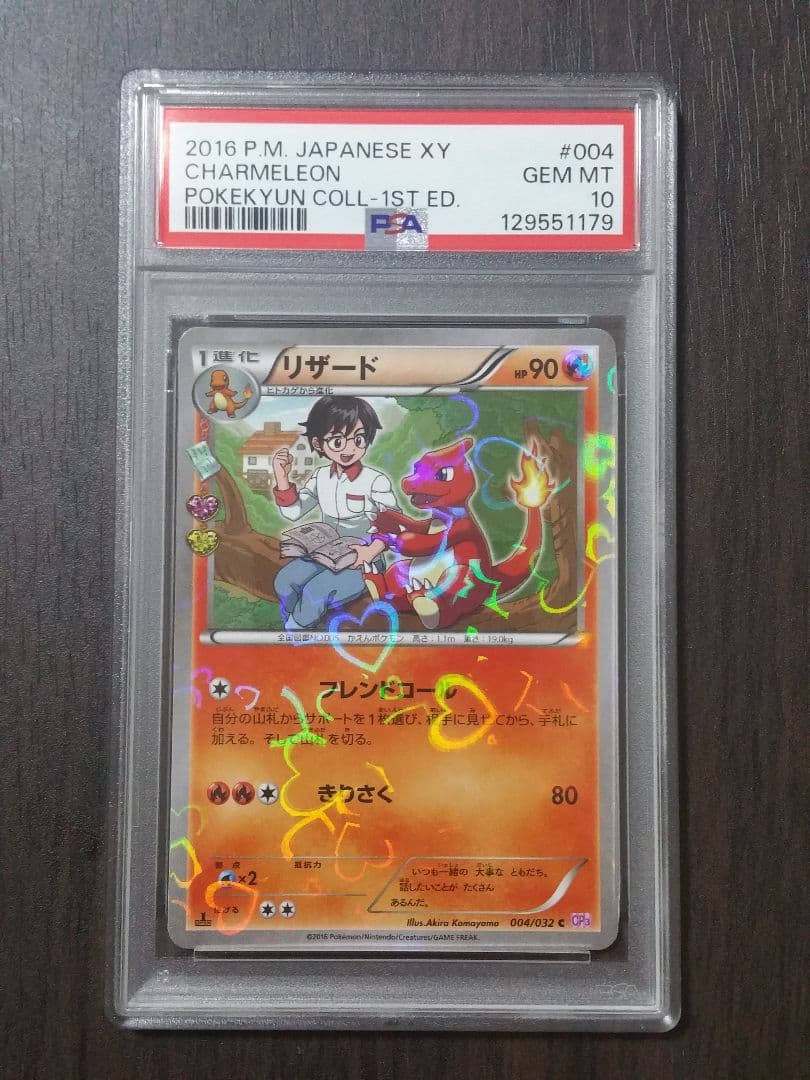 2016 P.M. JAPANESE XY #004
CHARMELEON GEM MT
POKEKYUN COLL-1ST ED. 10
PSA 129551179
1進化 リザード HP90
ヒトカゲから進化
全国図鑑NO.005 かえんポケモン 高さ:1.1m 重さ:19.0kg
フレンドコール
自分の山札からサポートを1枚選び、相手に見せてから、手札に
加える。そして山札を切る。
きりさく 80
弱点 抵抗力
×2
にげる
いつも一緒の 大事な ともだち。
話したいことが たくさん
あるんだ。
Illus.Akira Komayama 004/032 C CP3
©2016 Pokémon/Nintendo/Creatures/GAME FREAK.